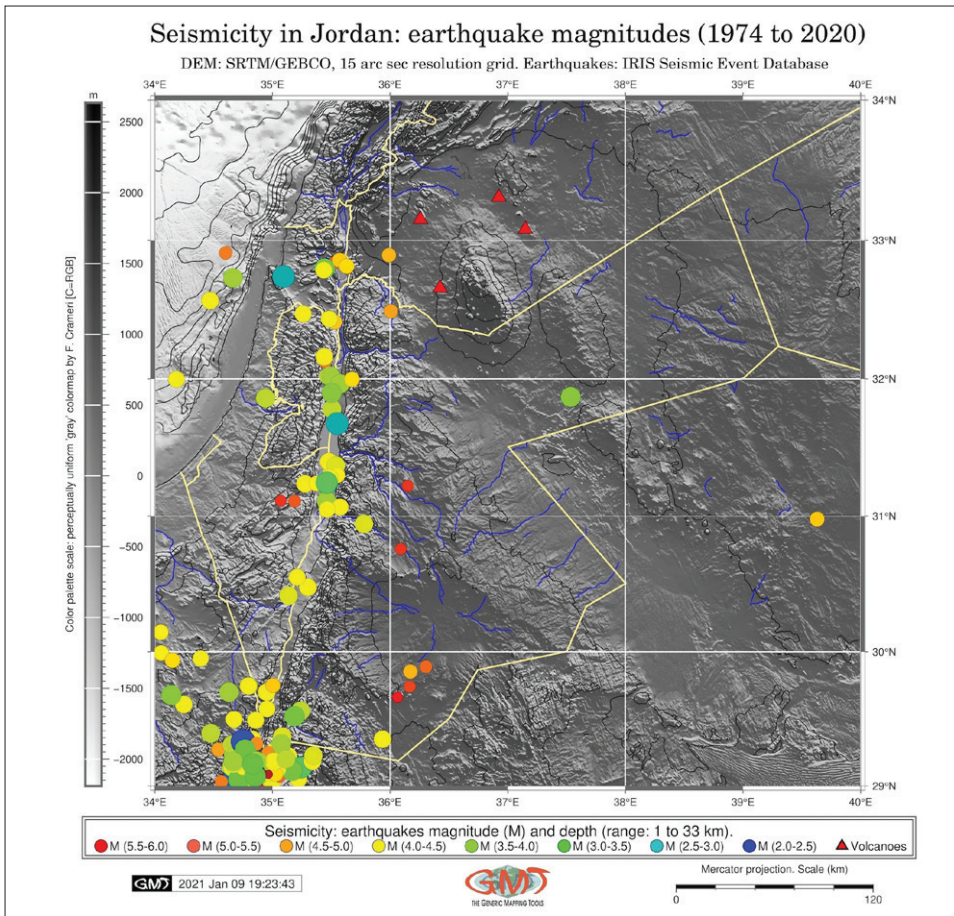 Seismicity in Jordan: earthquake magnitudes (1974 to 2020)
DEM: SRTM/GEBCO, 15 arc sec resolution grid. Earthquakes: IRIS Seismic Event Database
34°E 35°E 36°E 37°E 38°E 39°E 40°E
m
34°N
2500
2000
33°N
1500
1000
32°N
500
0
31°N
−500
−1000
30°N
−1500
−2000
29°N
Color palette scale: perceptually uniform 'gray' colormap by F. Crameri [C=RGB]
34°E 35°E 36°E 37°E 38°E 39°E 40°E
Seismicity: earthquakes magnitude (M) and depth (range: 1 to 33 km).
M (5.5-6.0) M (5.0-5.5) M (4.5-5.0) M (4.0-4.5) M (3.5-4.0) M (3.0-3.5) M (2.5-3.0) M (2.0-2.5) Volcanoes
GMT 2021 Jan 09 19:23:43
GMT
THE GENERIC MAPPING TOOLS
Mercator projection. Scale (km)
0 120